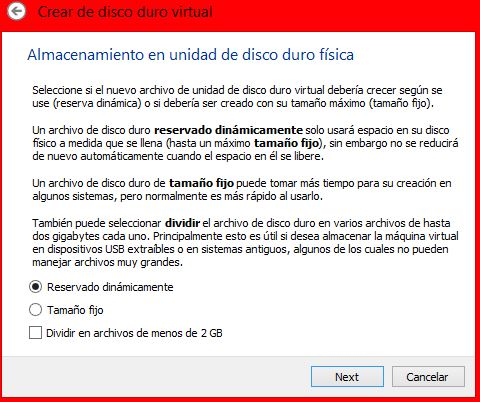 Crear de disco duro virtual
Almacenamiento en unidad de disco duro física
Seleccione si el nuevo archivo de unidad de disco duro virtual debería crecer según se
use (reserva dinámica) o si debería ser creado con su tamaño máximo (tamaño fijo).
Un archivo de disco duro reservado dinámicamente solo usará espacio en su disco
físico a medida que se llena (hasta un máximo tamaño fijo), sin embargo no se reducirá
de nuevo automáticamente cuando el espacio en él se libere.
Un archivo de disco duro de tamaño fijo puede tomar más tiempo para su creación en
algunos sistemas, pero normalmente es más rápido al usarlo.
También puede seleccionar dividir el archivo de disco duro en varios archivos de hasta
dos gigabytes cada uno. Principalmente esto es útil si desea almacenar la máquina virtual
en dispositivos USB extraíbles o en sistemas antiguos, algunos de los cuales no pueden
manejar archivos muy grandes.
Reservado dinámicamente
Tamaño fijo
Dividir en archivos de menos de 2 GB
Next Cancelar